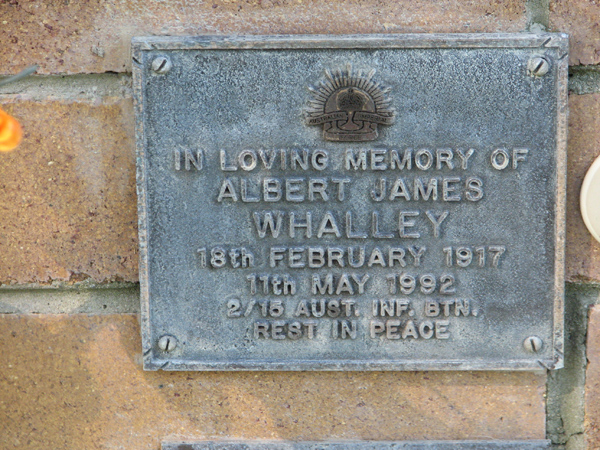 IN LOVING MEMORY OF
ALBERT JAMES
WHALLEY
18th FEBRUARY 1917
11th MAY 1992
2/15 AUST. INF. BTN.
REST IN PEACE